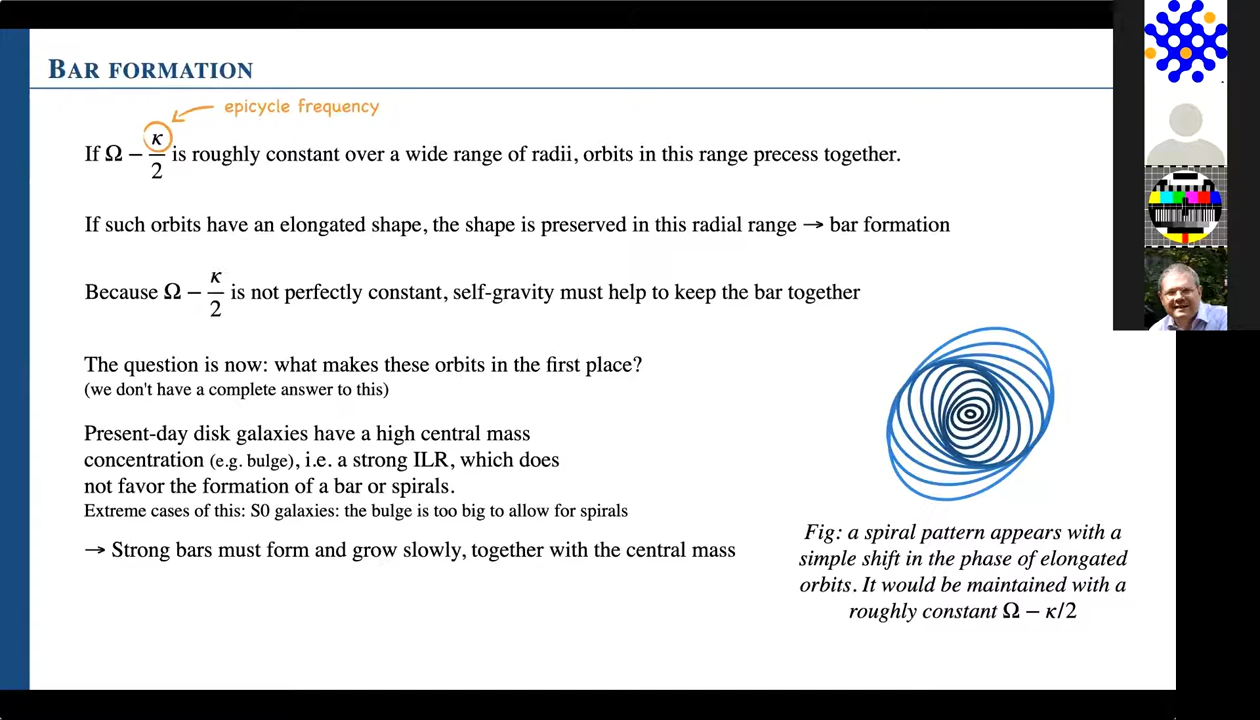 BAR FORMATION
epicycle frequency
If Ω − κ/2 is roughly constant over a wide range of radii, orbits in this range precess together.
If such orbits have an elongated shape, the shape is preserved in this radial range → bar formation
Because Ω − κ/2 is not perfectly constant, self-gravity must help to keep the bar together
The question is now: what makes these orbits in the first place?
(we don't have a complete answer to this)
Present-day disk galaxies have a high central mass
concentration (e.g. bulge), i.e. a strong ILR, which does
not favor the formation of a bar or spirals.
Extreme cases of this: S0 galaxies: the bulge is too big to allow for spirals
→ Strong bars must form and grow slowly, together with the central mass
Fig: a spiral pattern appears with a
simple shift in the phase of elongated
orbits. It would be maintained with a
roughly constant Ω − κ/2